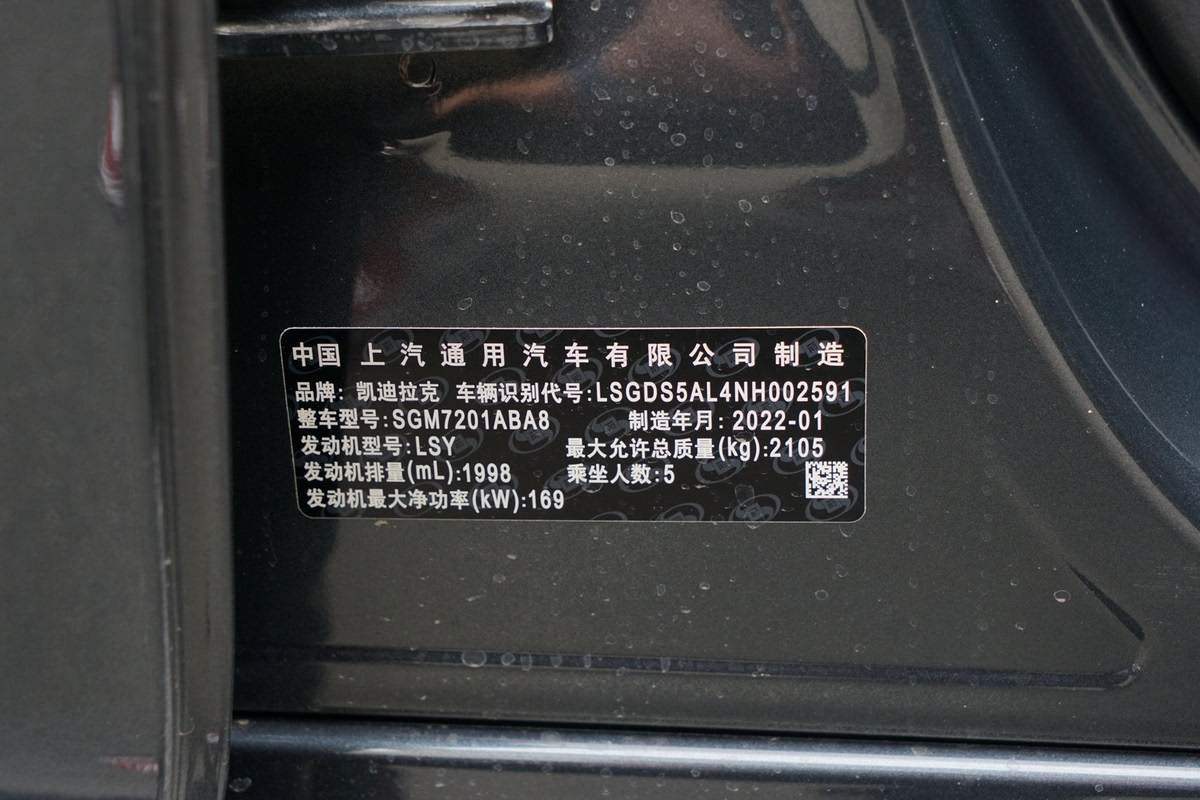 中国 上汽通用汽车有限公司制造
品牌: 凯迪拉克 车辆识别代号:LSGDS5AL4NH002591
整车型号:SGM7201ABA8 制造年月: 2022-01
发动机型号:LSY 最大允许总质量(kg):2105
发动机排量(mL):1998 乘坐人数:5
发动机最大净功率(kW):169